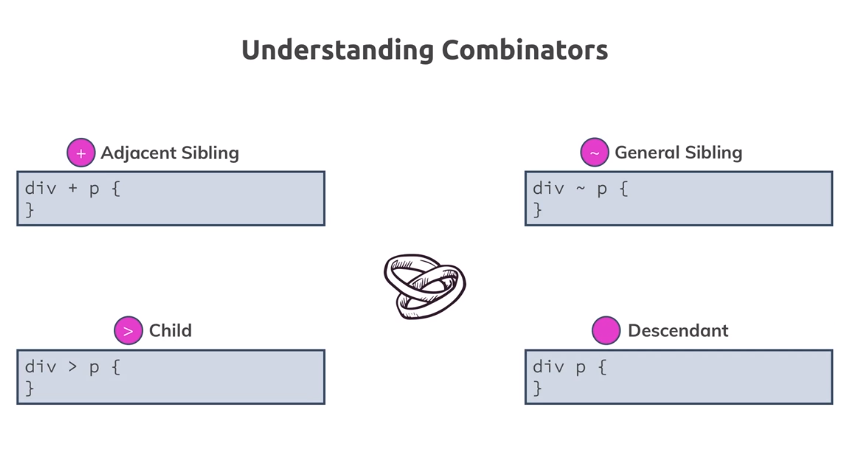 Understanding Combinators
+ Adjacent Sibling
div + p {
}
~ General Sibling
div ~ p {
}
> Child
div > p {
}
Descendant
div p {
}